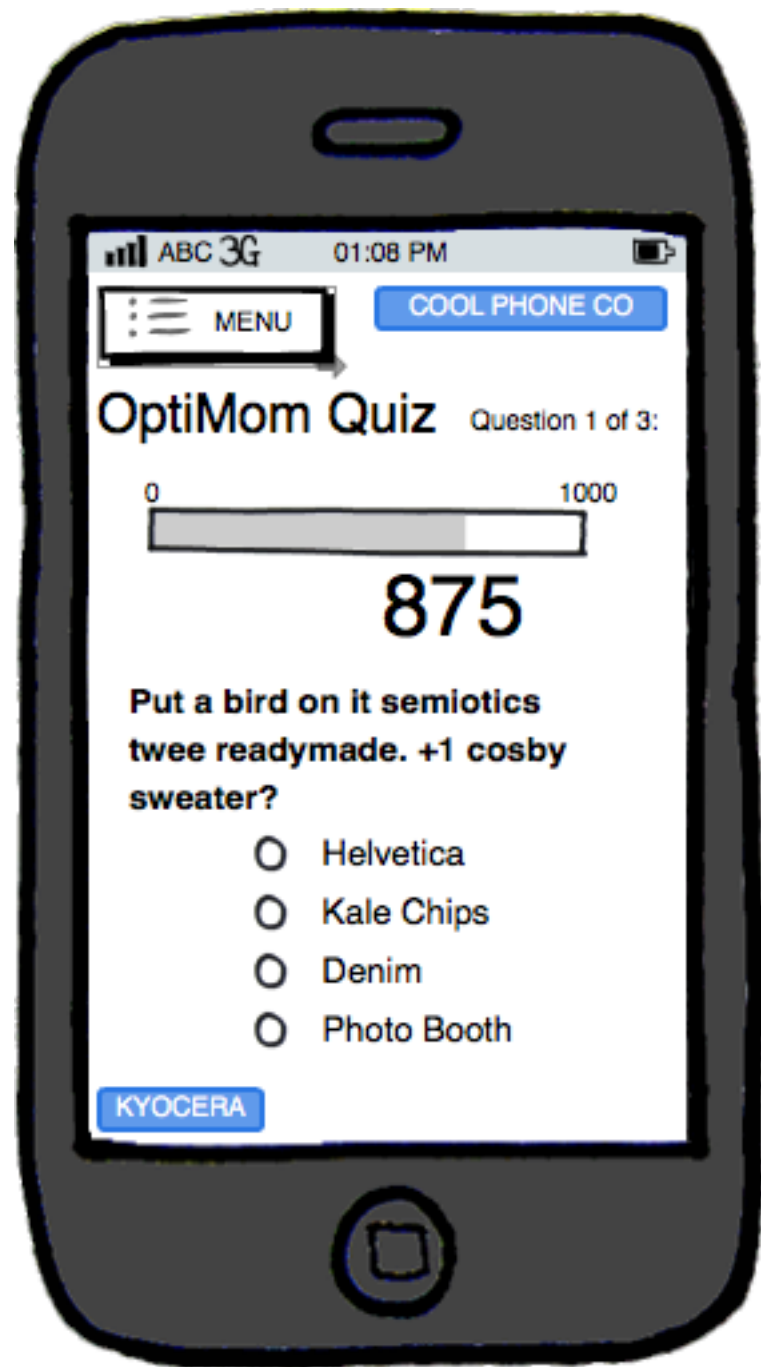 ABC 3G 01:08 PM
MENU
COOL PHONE CO
OptiMom Quiz Question 1 of 3:
0 1000
875
Put a bird on it semiotics
twee readymade. +1 cosby
sweater?
Helvetica
Kale Chips
Denim
Photo Booth
KYOCERA